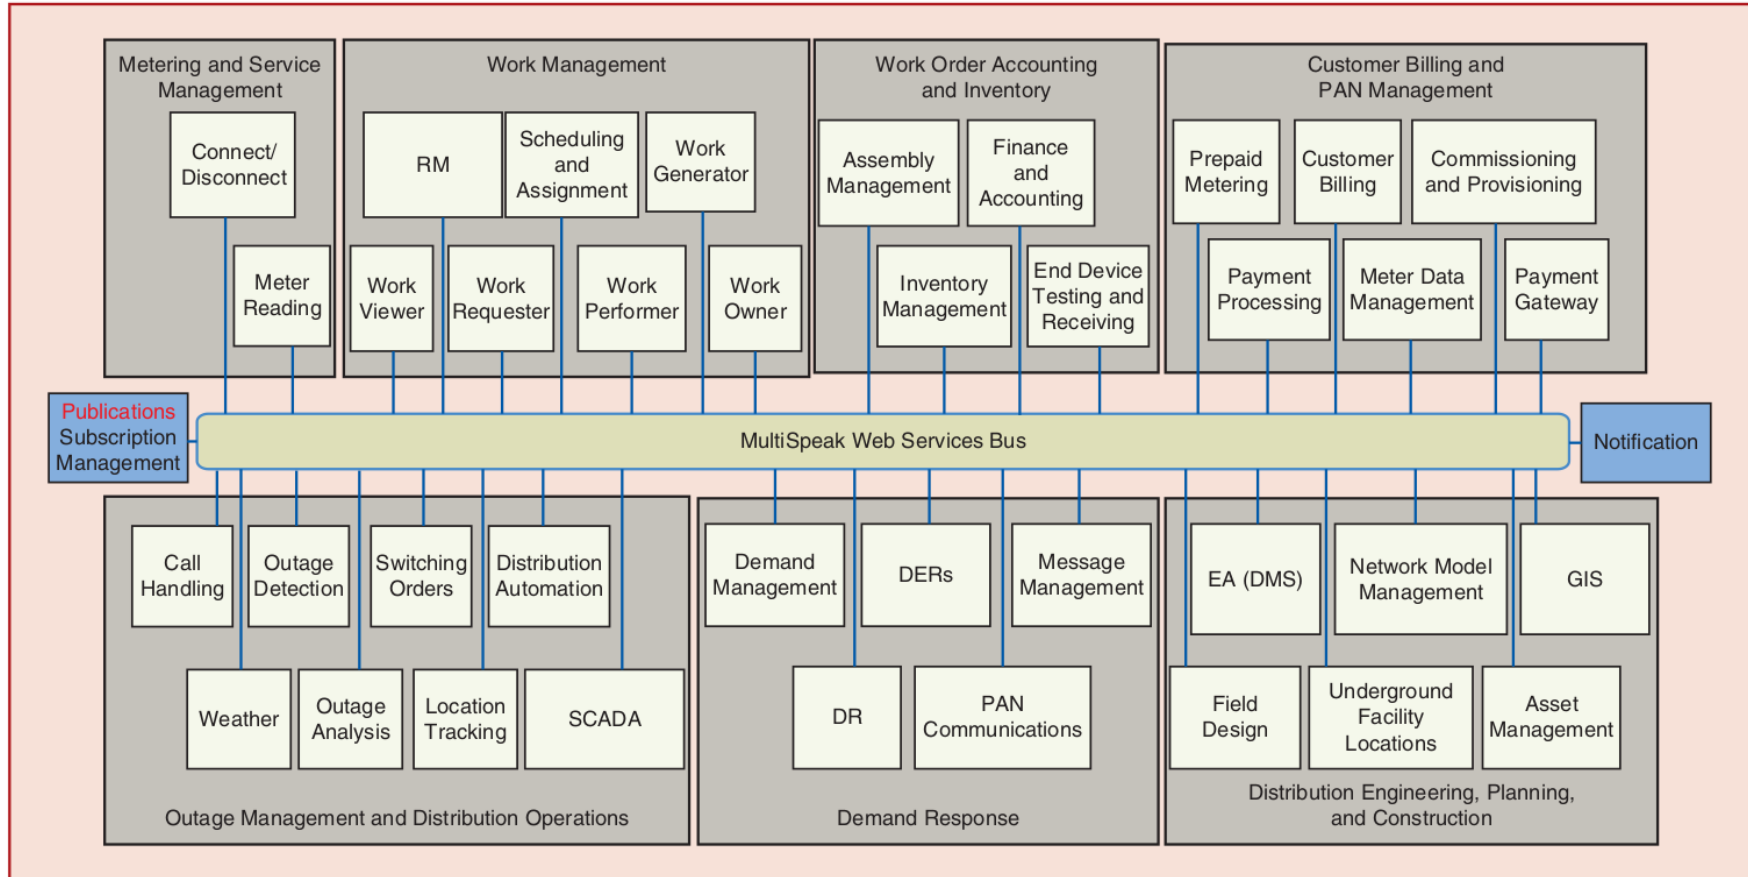 Metering and Service
Management
Connect/
Disconnect
Meter
Reading
Work Management
RM
Scheduling
and
Assignment
Work
Generator
Work
Viewer
Work
Requester
Work
Performer
Work
Owner
Work Order Accounting
and Inventory
Assembly
Management
Finance
and
Accounting
Inventory
Management
End Device
Testing and
Receiving
Customer Billing and
PAN Management
Prepaid
Metering
Customer
Billing
Commissioning
and Provisioning
Payment
Processing
Meter Data
Management
Payment
Gateway
Publications
Subscription
Management
MultiSpeak Web Services Bus
Notification
Call
Handling
Outage
Detection
Switching
Orders
Distribution
Automation
Weather
Outage
Analysis
Location
Tracking
SCADA
Outage Management and Distribution Operations
Demand
Management
DERs
Message
Management
DR
PAN
Communications
Demand Response
EA (DMS)
Network Model
Management
GIS
Field
Design
Underground
Facility
Locations
Asset
Management
Distribution Engineering, Planning,
and Construction